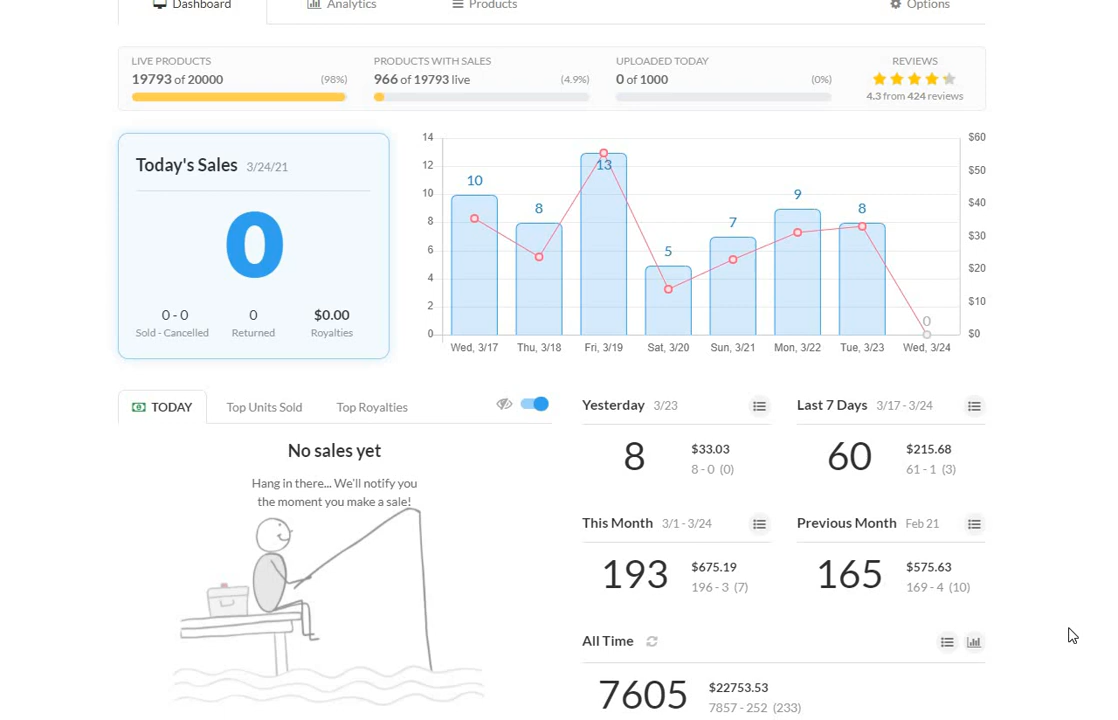 Dashboard Analytics Products Options
LIVE PRODUCTS
19793 of 20000 (98%)
PRODUCTS WITH SALES
966 of 19793 live (4.9%)
UPLOADED TODAY
0 of 1000 (0%)
REVIEWS
4.3 from 424 reviews
Today's Sales 3/24/21
0
0 - 0 0 $0.00
Sold - Cancelled Returned Royalties
14 $60
12 $50
10 $40
8 $30
6 $20
4 $10
2 $0
0
10 8 13 5 7 9 8 0
Wed, 3/17 Thu, 3/18 Fri, 3/19 Sat, 3/20 Sun, 3/21 Mon, 3/22 Tue, 3/23 Wed, 3/24
TODAY Top Units Sold Top Royalties
No sales yet
Hang in there... We'll notify you
the moment you make a sale!
Yesterday 3/23
8 $33.03
8 - 0 (0)
Last 7 Days 3/17 - 3/24
60 $215.68
61 - 1 (3)
This Month 3/1 - 3/24
193 $675.19
196 - 3 (7)
Previous Month Feb 21
165 $575.63
169 - 4 (10)
All Time
7605 $22753.53
7857 - 252 (233)